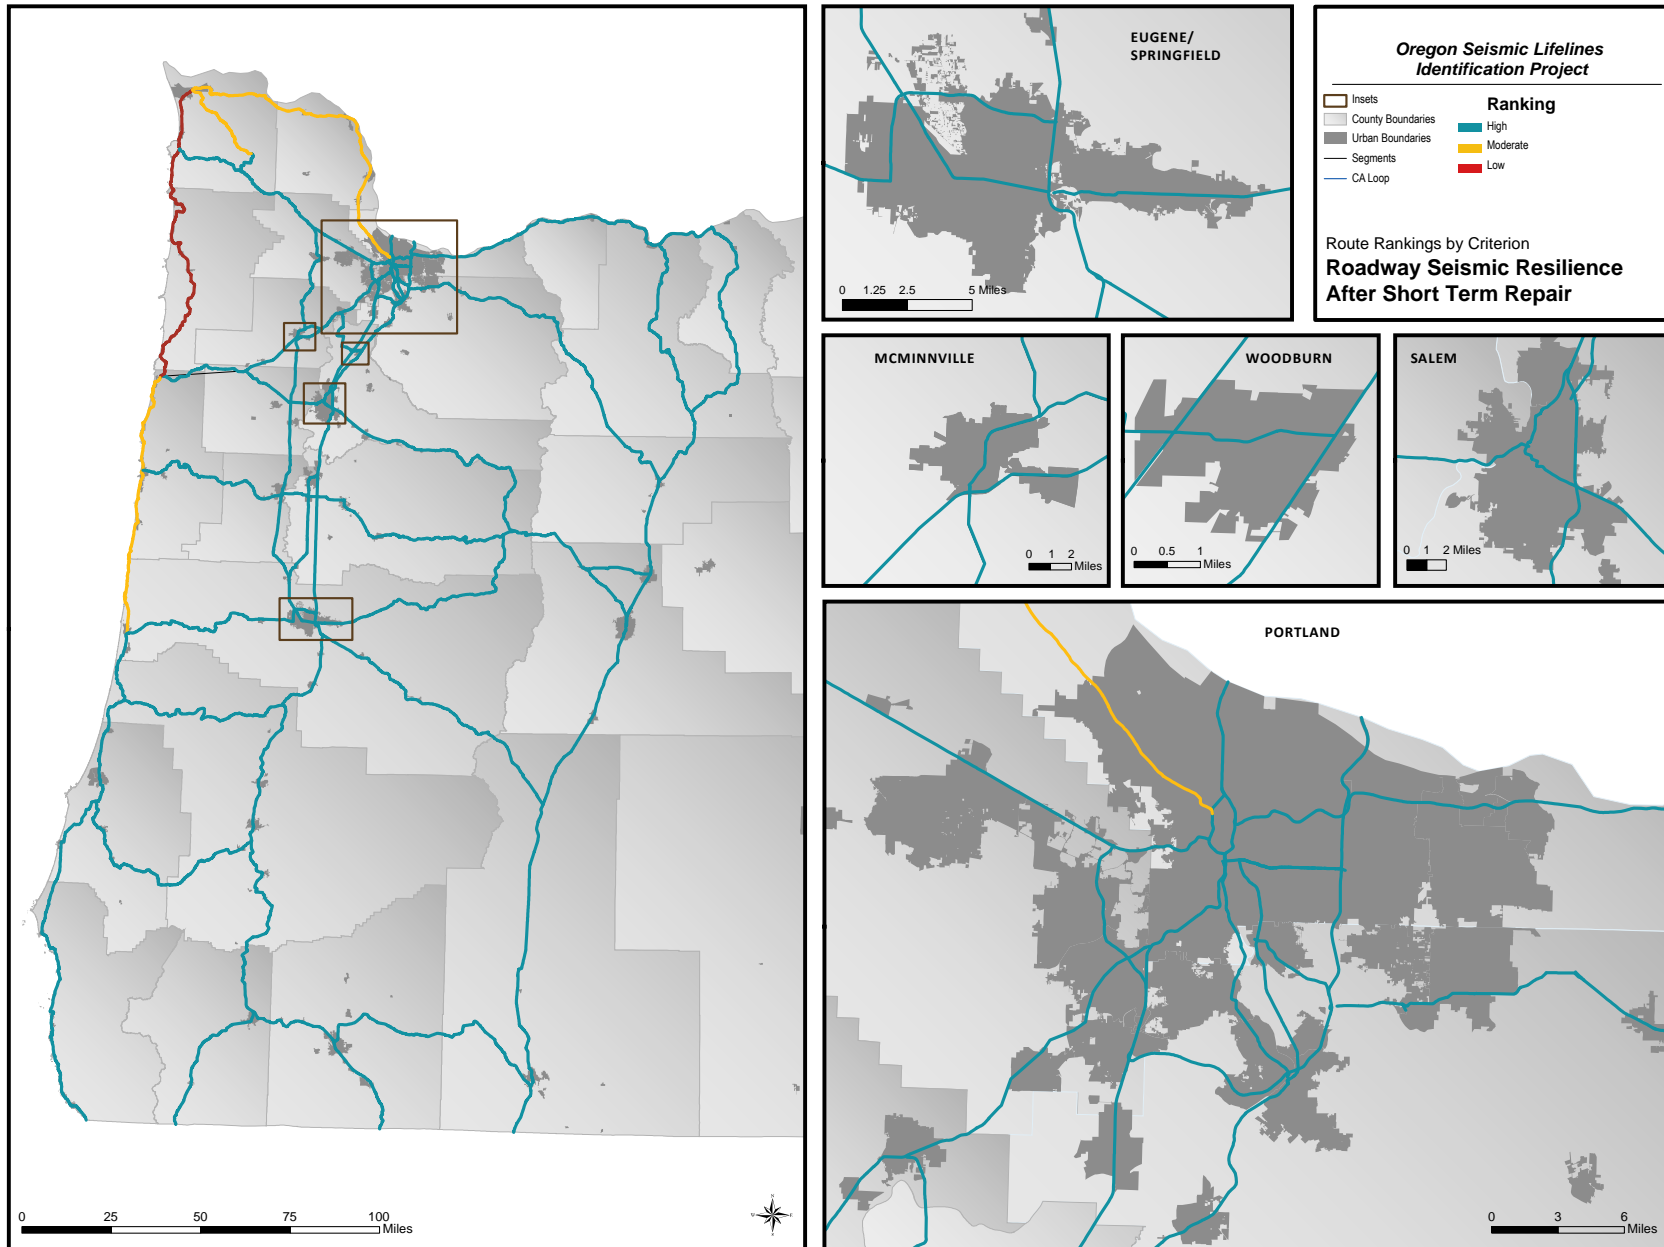 EUGENE/
SPRINGFIELD
0 1.25 2.5 5 Miles
Oregon Seismic Lifelines
Identification Project
Insets
County Boundaries
Urban Boundaries
Segments
CA Loop
Ranking
High
Moderate
Low
Route Rankings by Criterion
Roadway Seismic Resilience
After Short Term Repair
MCMINNVILLE
0 1 2
Miles
WOODBURN
0 0.5 1
Miles
SALEM
0 1 2 Miles
PORTLAND
0 3 6
Miles
0 25 50 75 100
Miles